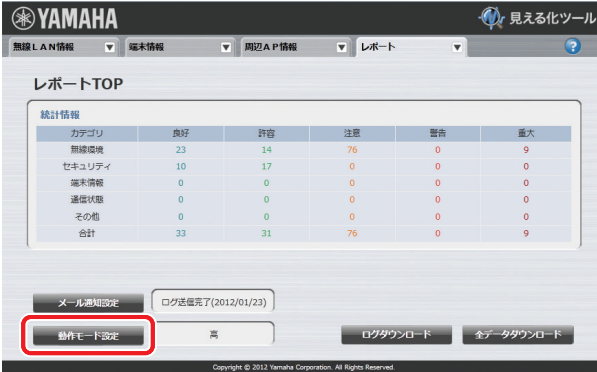 YAMAHA 見える化ツール
無線LAN情報 ▼ 端末情報 ▼ 周辺AP情報 ▼ レポート ▼ ?
レポートTOP
統計情報
カテゴリ 良好 許容 注意 警告 重大
無線環境 23 14 76 0 9
セキュリティ 10 17 0 0 0
端末情報 0 0 0 0 0
通信状態 0 0 0 0 0
その他 0 0 0 0 0
合計 33 31 76 0 9
メール通知設定 ログ送信完了(2012/01/23)
動作モード設定 高 ログダウンロード 全データダウンロード
Copyright © 2012 Yamaha Corporation. All Rights Reserved.